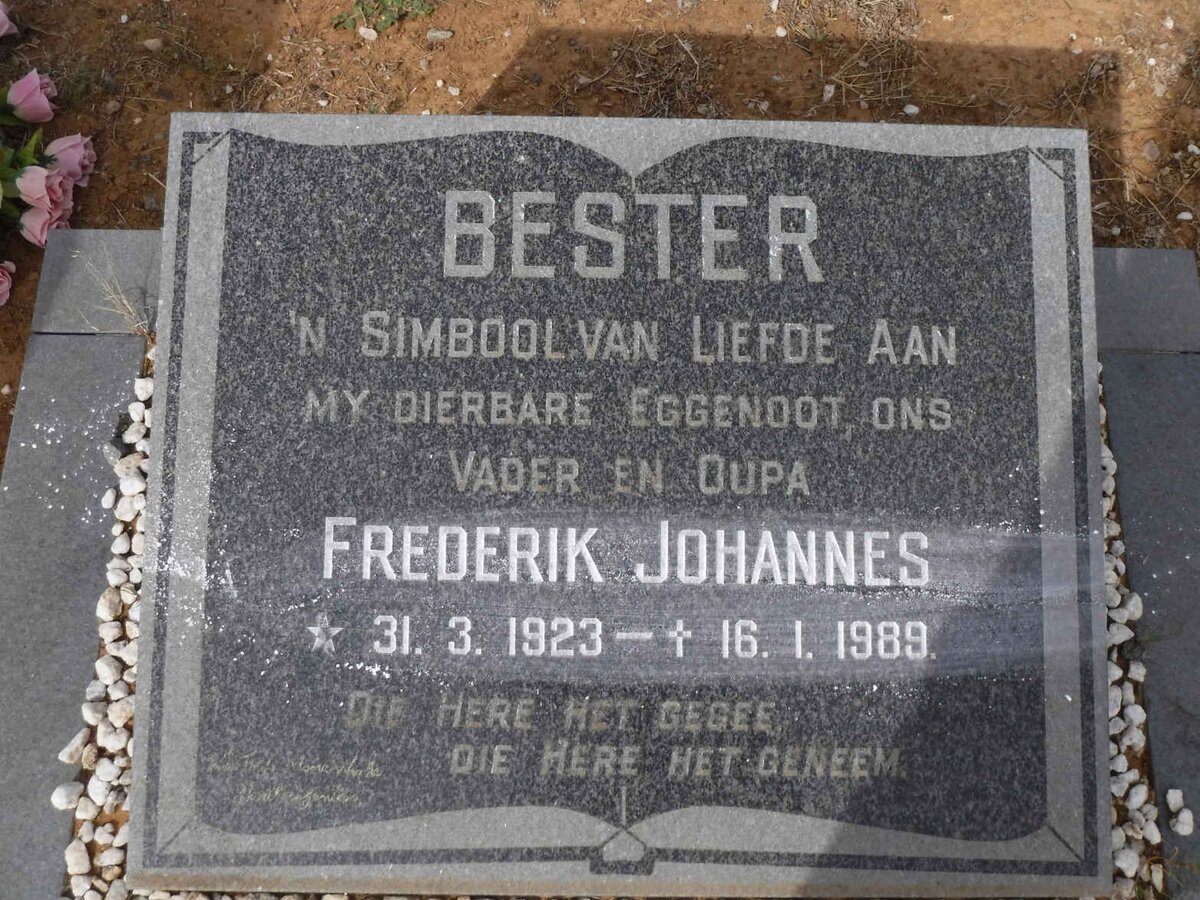 BESTER
'N SIMBOOL VAN LIEFDE AAN
MY DIERBARE EGGENOOT, ONS
VADER EN OUPA
FREDERIK JOHANNES
★ 31. 3. 1923 — † 16. 1. 1989.
DIE HERE HET GEGEE,
DIE HERE HET GENEEM.